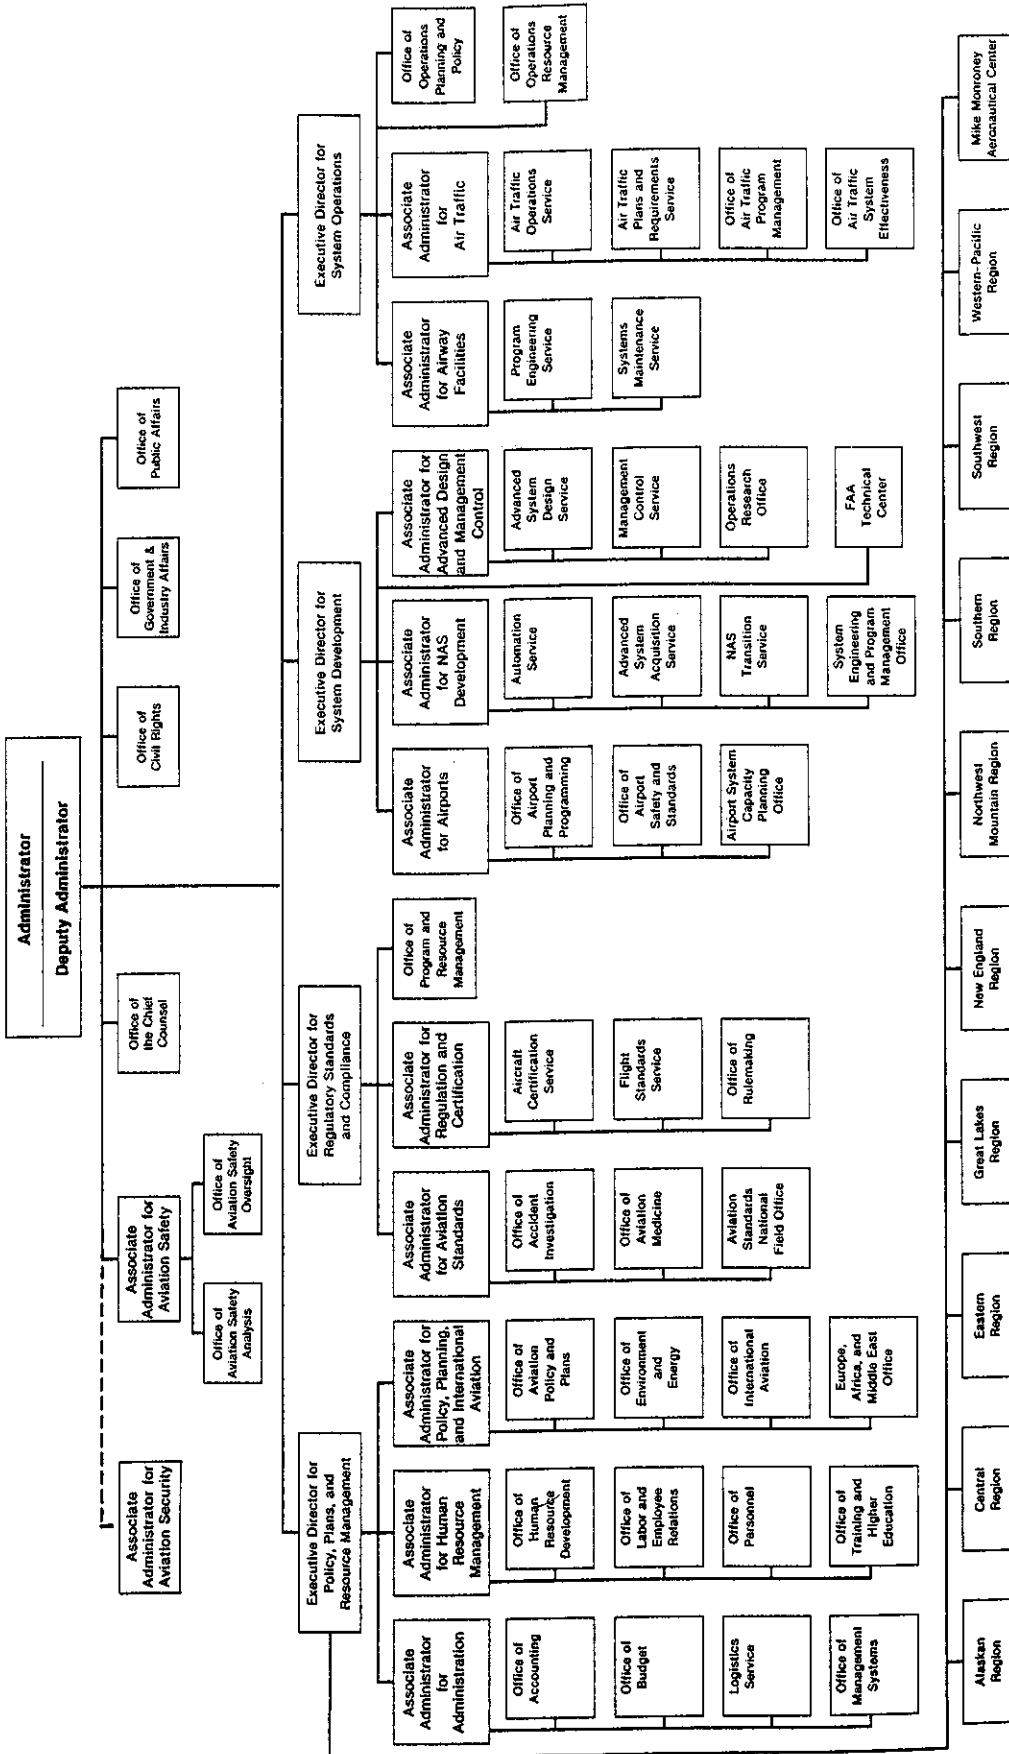 Administrator
Deputy Administrator
Associate
Administrator for
Aviation Security
Associate
Administrator for
Aviation Safety
Office of
Aviation Safety
Analysis
Office of
Aviation Safety
Oversight
Office of
the Chief
Counsel
Office of
Civil Rights
Office of
Government &
Industry Affairs
Office of
Public Affairs
Executive Director for
Policy, Plans, and
Resource Management
Executive Director for
Regulatory Standards
and Compliance
Executive Director for
System Development
Executive Director for
System Operations
Associate
Administrator
for
Administration
Office of
Accounting
Office of
Budget
Logistics
Service
Office of
Management
Systems
Associate
Administrator
for Human
Resource
Management
Office of
Human
Resource
Development
Office of
Labor and
Employee
Relations
Office of
Personnel
Office of
Training and
Higher
Education
Associate
Administrator for
Policy, Planning,
and International
Aviation
Office of
Aviation
Policy and
Plans
Office of
Environment
and
Energy
Office of
International
Aviation
Europe,
Africa, and
Middle East
Office
Associate
Administrator
for Aviation
Standards
Office of
Accident
Investigation
Office of
Aviation
Medicine
Aviation
Standards
National
Field Office
Associate
Administrator for
Regulation and
Certification
Aircraft
Certification
Service
Flight
Standards
Service
Office of
Rulemaking
Office of
Program and
Resource
Management
Associate
Administrator
for Airports
Office of
Airport
Planning and
Programming
Office of
Airport
Safety and
Standards
Airport System
Capacity
Planning
Office
Associate
Administrator
for NAS
Development
Automation
Service
Advanced
System
Acquisition
Service
NAS
Transition
Service
System
Engineering
and Program
Management
Office
Associate
Administrator for
Advanced Design
and Management
Control
Advanced
System
Design
Service
Management
Control
Service
Operations
Research
Office
FAA
Technical
Center
Associate
Administrator
for Airway
Facilities
Program
Engineering
Service
Systems
Maintenance
Service
Associate
Administrator
for
Air Traffic
Air Traffic
Operations
Service
Air Traffic
Plans and
Requirements
Service
Office of
Air Traffic
Program
Management
Office of
Air Traffic
System
Effectiveness
Office of
Operations
Planning and
Policy
Office of
Operations
Resource
Management
Alaskan
Region
Central
Region
Eastern
Region
Great Lakes
Region
New England
Region
Northwest
Mountain Region
Southern
Region
Southwest
Region
Western-Pacific
Region
Mike Monroney
Aeronautical Center